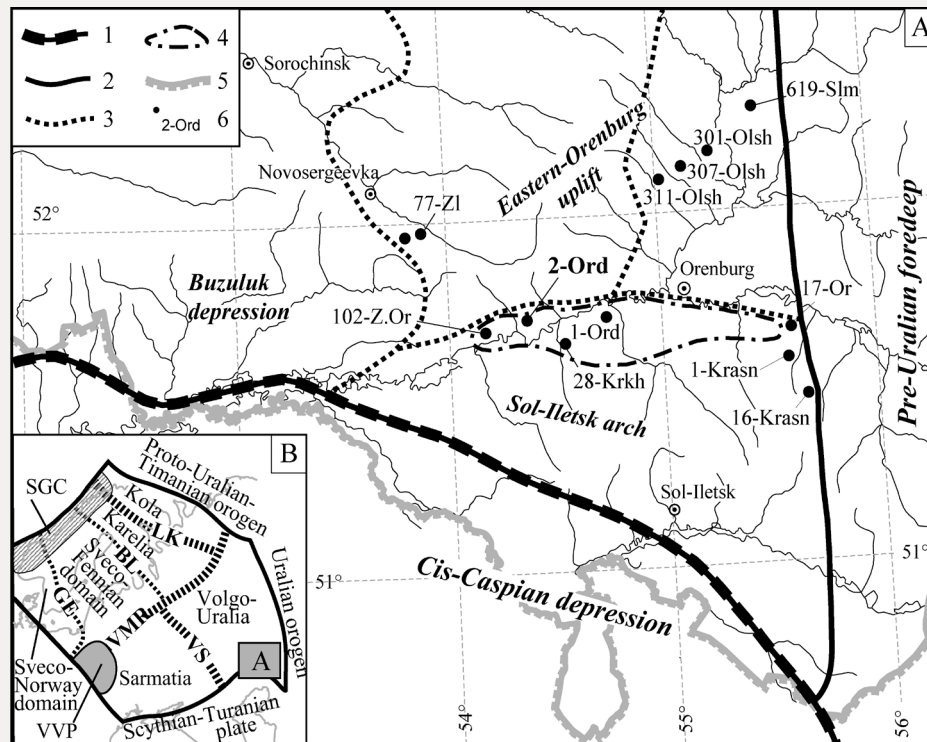 1
2
3
4
5
2-Ord
6
A
Sorochinsk
619-Slm
301-Olsh
307-Olsh
311-Olsh
Eastern-Orenburg
uplift
Novosergeevka
77-Zl
52°
Pre-Uralian foredeep
Buzuluk
depression
2-Ord
Orenburg
17-Or
102-Z.Or
1-Ord
28-Krkh
1-Krasn
16-Krasn
Sol-Iletsk arch
Sol-Iletsk
51°
51°
Cis-Caspian depression
54°
55°
56°
B
Proto-Uralian-
Timanian orogen
SGC
Kola
Karelia
LK
BL
Sveco-
Fennian
domain
GE
Uralian orogen
Volgo-
Uralia
VMR
VS
A
Sveco-
Norway
domain
Sarmatia
VVP
Scythian-Turanian
plate